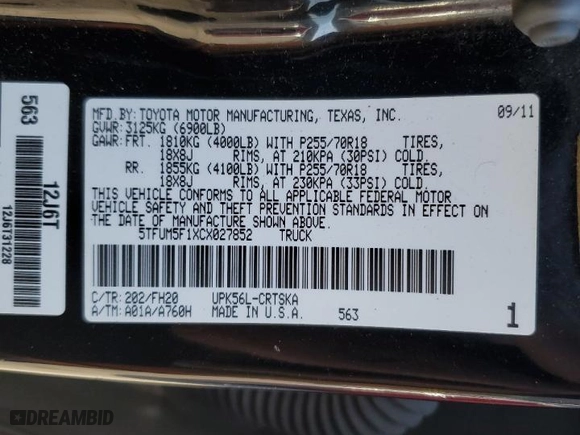 MFD.BY: TOYOTA MOTOR MANUFACTURING, TEXAS, INC. 09/11
GVWR: 3125KG (6900LB)
GAWR: FRT. 1810KG (4000LB) WITH P255/70R18 TIRES,
18X8J RIMS, AT 210KPA (30PSI) COLD.
RR. 1855KG (4100LB) WITH P255/70R18 TIRES,
18X8J RIMS, AT 230KPA (33PSI) COLD.
THIS VEHICLE CONFORMS TO ALL APPLICABLE FEDERAL MOTOR
VEHICLE SAFETY AND THEFT PREVENTION STANDARDS IN EFFECT ON
THE DATE OF MANUFACTURE SHOWN ABOVE.
5TFUM5F1XCX027852 TRUCK
C/TR: 202/FH20 UPK56L-CRTSKA
A/TM: A01A/A760H MADE IN U.S.A. 563 1
563
12J6T
12J6T31228
DREAMBID